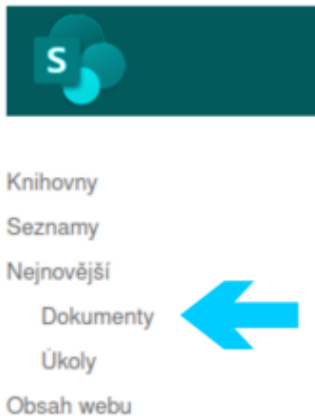 S
Knihovny
Seznamy
Nejnovější
Dokumenty
Úkoly
Obsah webu